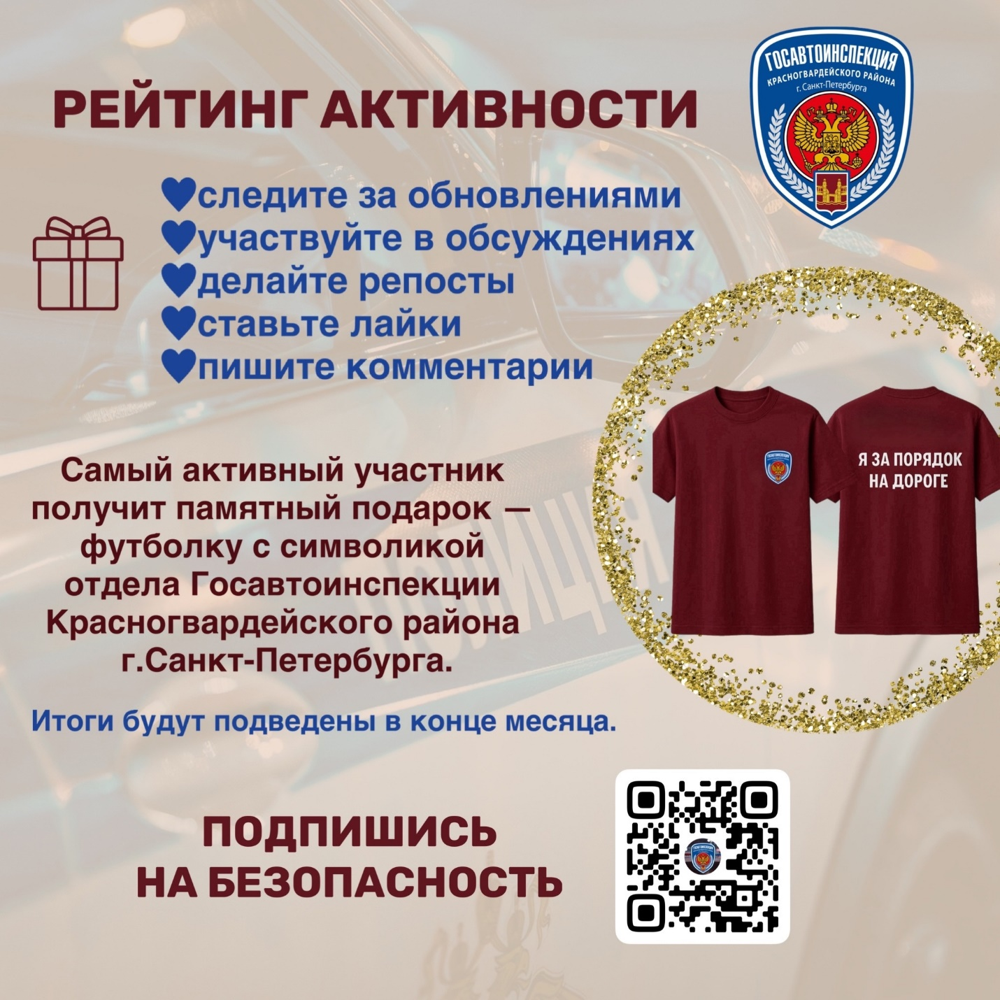 ГОСАВТОИНСПЕКЦИЯ
КРАСНОГВАРДЕЙСКОГО РАЙОНА
г. Санкт-Петербурга
РЕЙТИНГ АКТИВНОСТИ
следите за обновлениями
участвуйте в обсуждениях
делайте репосты
ставьте лайки
пишите комментарии
Самый активный участник
получит памятный подарок —
футболку с символикой
отдела Госавтоинспекции
Красногвардейского района
г.Санкт-Петербурга.
ГОСАВТОИНСПЕКЦИЯ
Я ЗА ПОРЯДОК
НА ДОРОГЕ
ПОЛИЦИЯ
Итоги будут подведены в конце месяца.
ПОДПИШИСЬ
НА БЕЗОПАСНОСТЬ
ГОСАВТОИНСПЕКЦИЯ